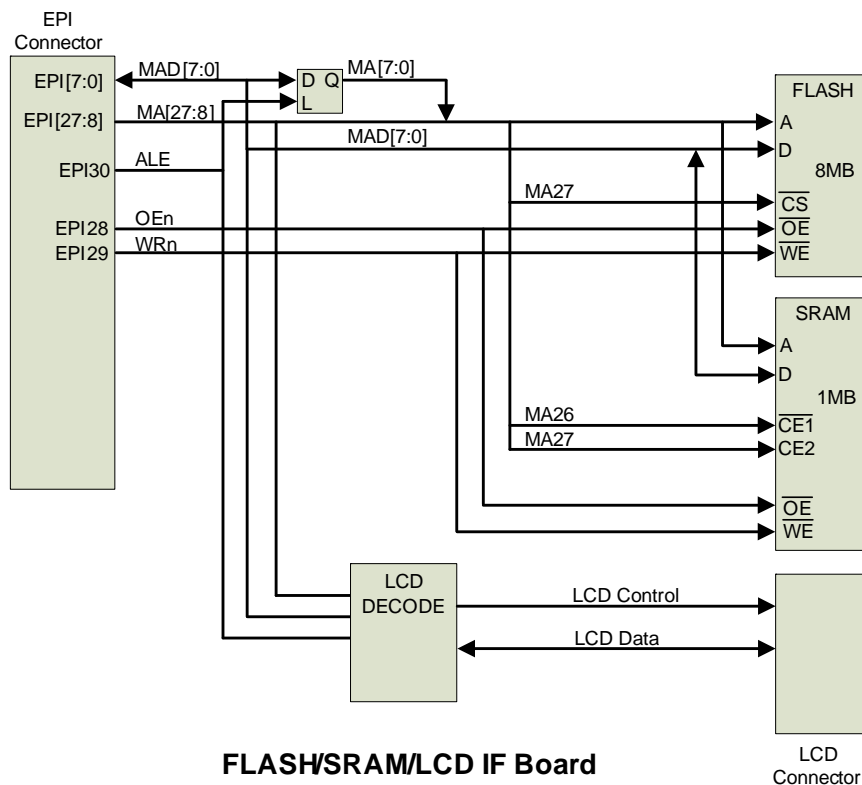 EPI
Connector
EPI[7:0]
MAD[7:0]
D Q
L
MA[7:0]
EPI[27:8]
MA[27:8]
MAD[7:0]
EPI30
ALE
EPI28
OEn
EPI29
WRn
FLASH
A
D
8MB
MA27
CS
OE
WE
SRAM
A
D
1MB
MA26
CE1
MA27
CE2
OE
WE
LCD
DECODE
LCD Control
LCD Data
FLASH/SRAM/LCD IF Board
LCD
Connector